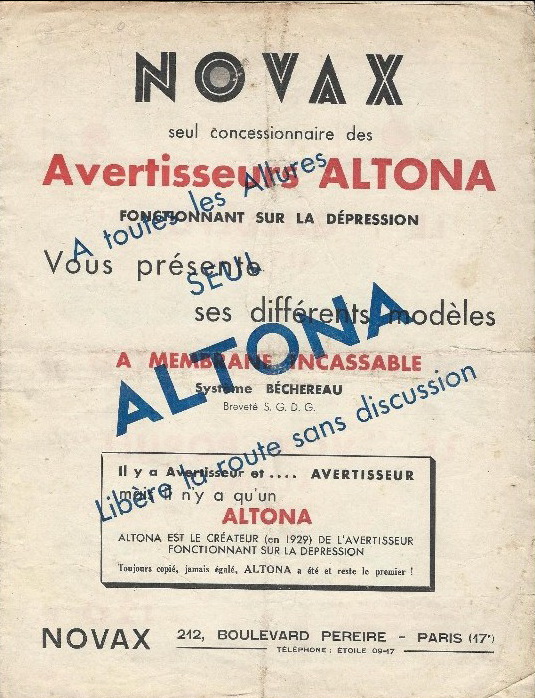 NOVAX
seul concessionnaire des
Avertisseurs ALTONA
FONCTIONNANT SUR LA DÉPRESSION
Vous présente
ses différents modèles
A MEMBRANE INCASSABLE
Système BÉCHEREAU
Breveté S. G. D. G.
A toutes les Allures
SEUL
ALTONA
Libère la route sans discussion
Il y a Avertisseur et .... AVERTISSEUR
mais il n'y a qu'un
ALTONA
ALTONA EST LE CRÉATEUR (en 1929) DE L'AVERTISSEUR
FONCTIONNANT SUR LA DEPRESSION
Toujours copié, jamais égalé, ALTONA a été et reste le premier !
NOVAX 212, BOULEVARD PEREIRE - PARIS (17e)
TÉLÉPHONE : ÉTOILE 09-17